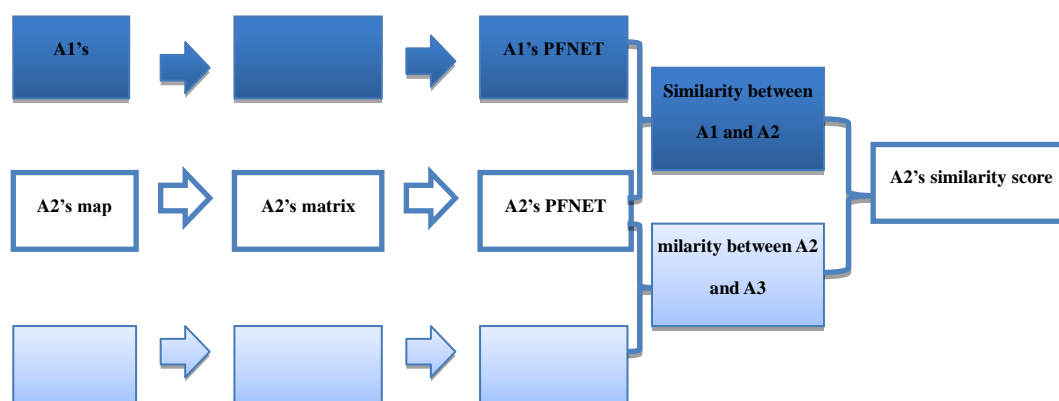 A1's
A1's PFNET
Similarity between
A1 and A2
A2's map
A2's matrix
A2's PFNET
A2's similarity score
milarity between A2
and A3